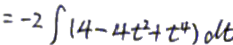 = -2 ∫ (4 - 4t² + t⁴) dt